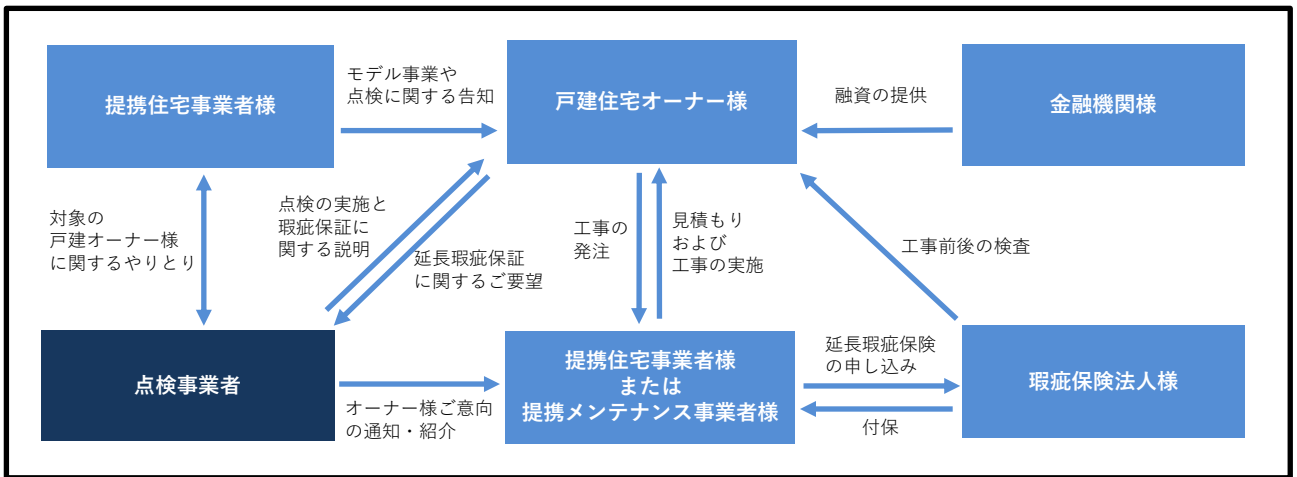 提携住宅事業者様
モデル事業や
点検に関する告知
戸建住宅オーナー様
融資の提供
金融機関様
対象の
戸建オーナー様
に関するやりとり
点検の実施と
瑕疵保証に
関する説明
延長瑕疵保証
に関するご要望
工事の
発注
見積もり
および
工事の実施
工事前後の検査
点検事業者
オーナー様ご意向
の通知・紹介
提携住宅事業者様
または
提携メンテナンス事業者様
延長瑕疵保険
の申し込み
付保
瑕疵保険法人様